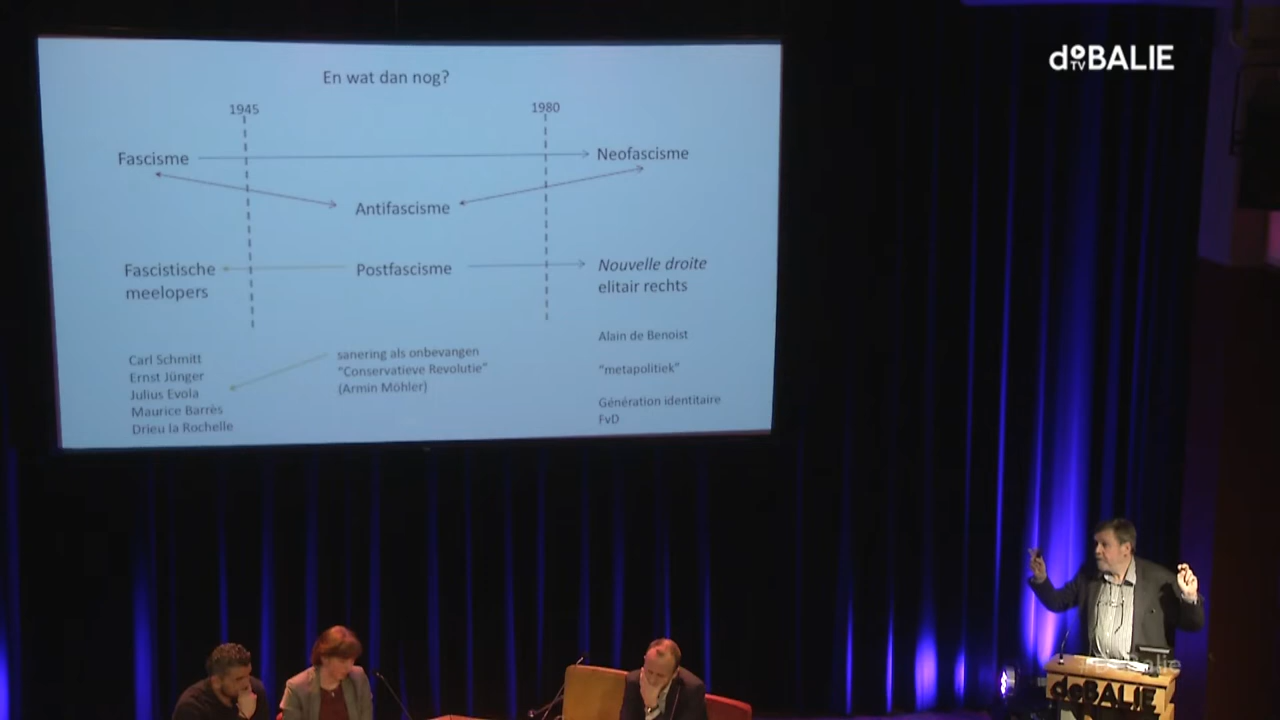 deBALIE
TV
En wat dan nog?
1945
1980
Fascisme
Neofascisme
Antifascisme
Fascistische
meelopers
Postfascisme
Nouvelle droite
elitair rechts
Carl Schmitt
Ernst Jünger
Julius Evola
Maurice Barrès
Drieu la Rochelle
sanering als onbevangen
"Conservatieve Revolutie"
(Armin Möhler)
Alain de Benoist
"metapolitiek"
Génération identitaire
FvD
deBALIE